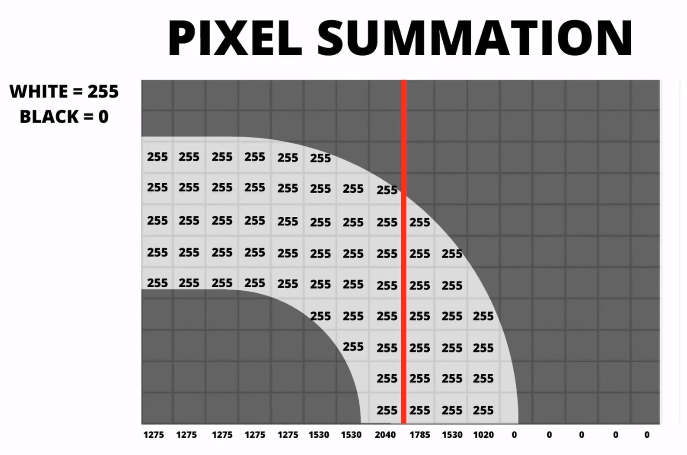 PIXEL SUMMATION
WHITE = 255
BLACK = 0
255 255 255 255 255 255
255 255 255 255 255 255 255 255
255 255 255 255 255 255 255 255 255
255 255 255 255 255 255 255 255 255 255
255 255 255 255 255 255 255 255 255 255
255 255 255 255 255 255
255 255 255 255 255
255 255 255 255
255 255 255 255
1275 1275 1275 1275 1275 1530 1530 2040 1785 1530 1020 0 0 0 0 0